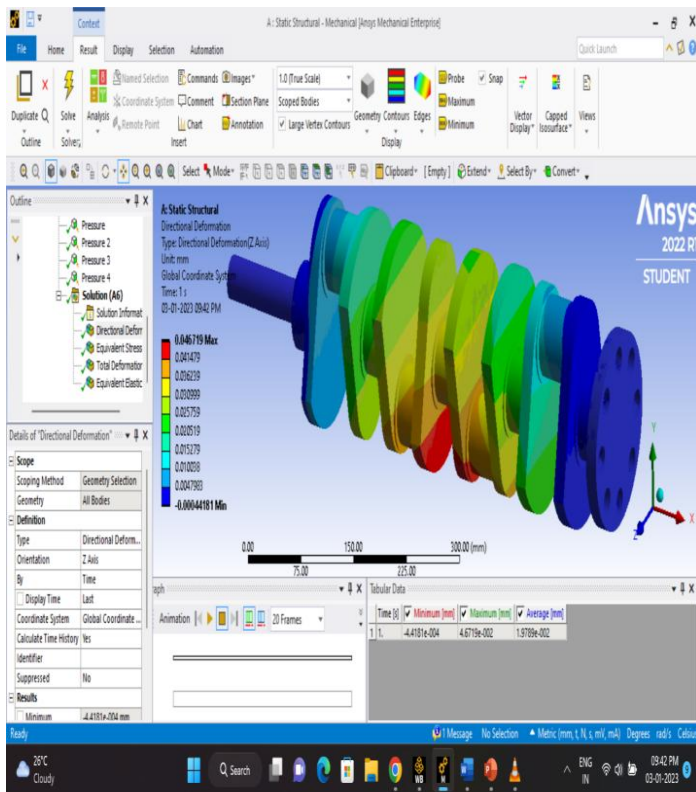 Context
A : Static Structural - Mechanical [Ansys Mechanical Enterprise]
File Home Result Display Selection Automation Quick Launch
Duplicate Solve Analysis
Named Selection Commands Images
Coordinate System Comment Section Plane
Remote Point Chart Annotation
1.0 (True Scale)
Scoped Bodies
Large Vertex Contours
Geometry Contours Edges
Probe Snap
Maximum
Minimum
Vector Display
Capped Isosurface
Views
Outline Solve Insert Display
Select Mode Clipboard [Empty] Extend Select By Convert
Outline
Pressure
Pressure 2
Pressure 3
Pressure 4
Solution (A6)
Solution Informat
Directional Deforr
Equivalent Stress
Total Deformation
Equivalent Elastic
A: Static Structural
Directional Deformation
Type: Directional Deformation(Z Axis)
Unit: mm
Global Coordinate System
Time: 1 s
03-01-2023 09:42 PM
0.046719 Max
0.041479
0.036239
0.030999
0.025759
0.020519
0.015279
0.010038
0.0047983
-0.00044181 Min
Ansys
2022 R
STUDENT
Y
X
Z
0.00 150.00 300.00 (mm)
75.00 225.00
Details of "Directional Deformation"
Scope
Scoping Method Geometry Selection
Geometry All Bodies
Definition
Type Directional Deform...
Orientation Z Axis
By Time
Display Time Last
Coordinate System Global Coordinate ...
Calculate Time History Yes
Identifier
Suppressed No
Results
Minimum -4.4181e-004 mm
aph
Animation 20 Frames
Tabular Data
Time [s] Minimum [mm] Maximum [mm] Average [mm]
1 1. -4.4181e-004 4.6719e-002 1.9789e-002
Ready 1 Message No Selection Metric (mm, t, N, s, mV, mA) Degrees rad/s Celsius
26°C
Cloudy
Search
WB
M
ENG
IN
09:42 PM
03-01-2023